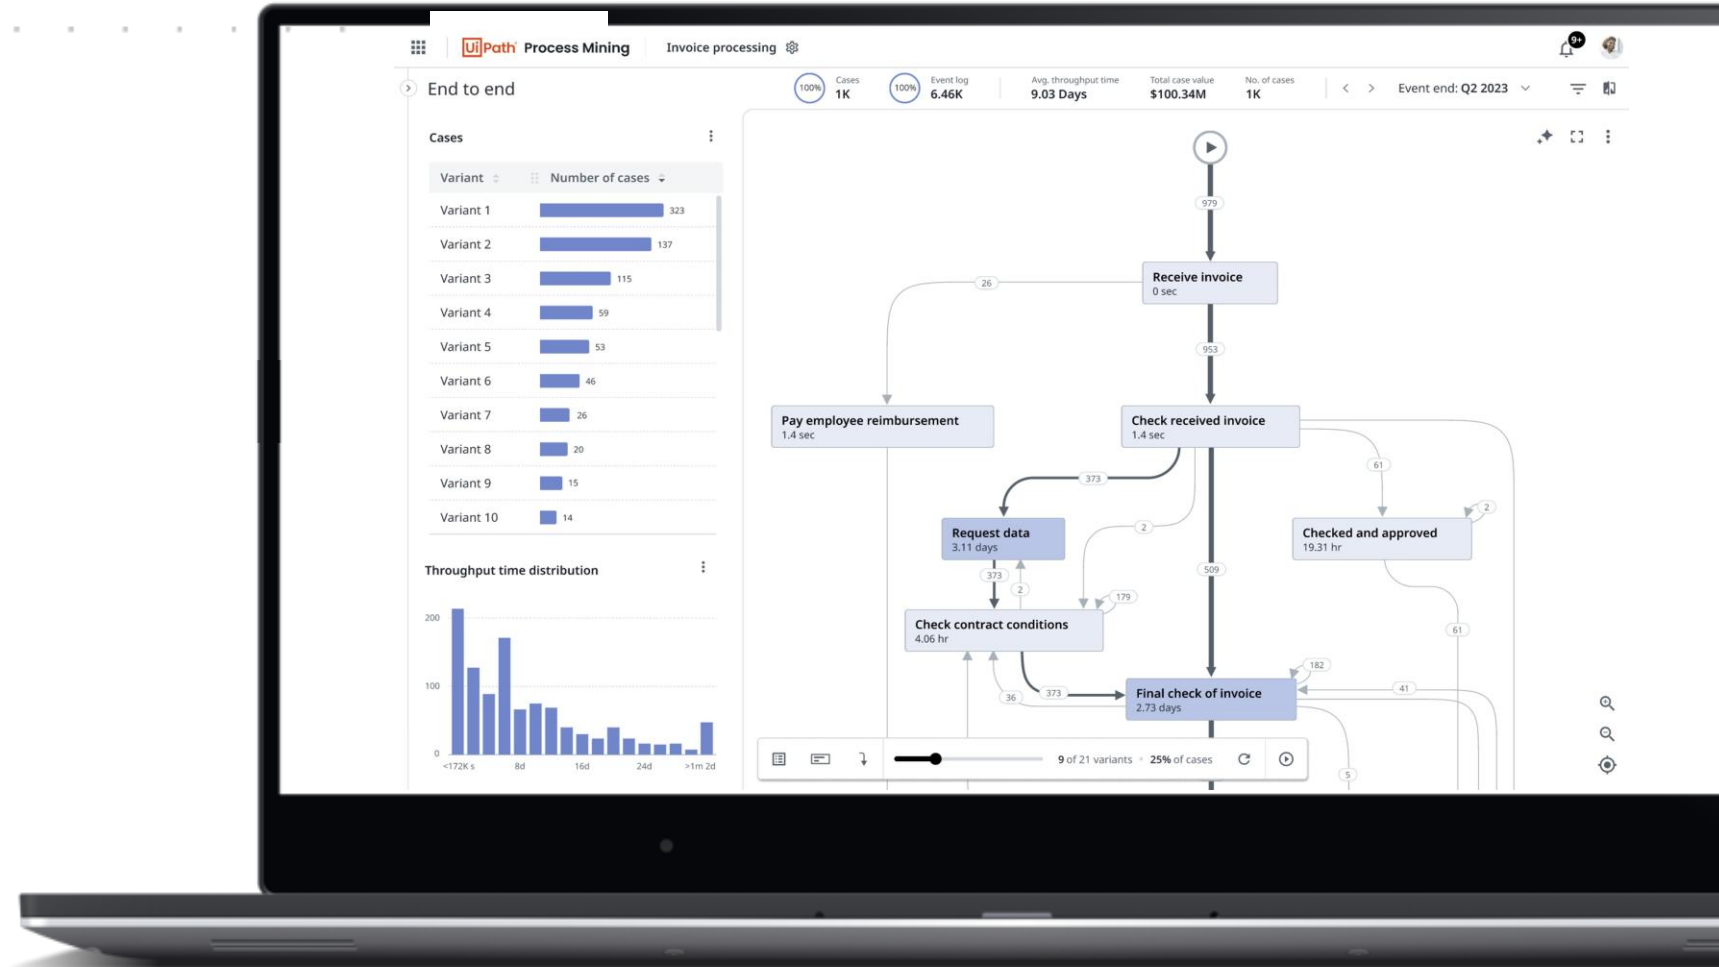 UiPath Process Mining
Invoice processing
9+
End to end
100%
Cases
1K
100%
Event log
6.46K
Avg. throughput time
9.03 Days
Total case value
$100.34M
No. of cases
1K
Event end: Q2 2023
Cases
Variant
Number of cases
Variant 1
323
Variant 2
137
Variant 3
115
Variant 4
59
Variant 5
53
Variant 6
46
Variant 7
26
Variant 8
20
Variant 9
15
Variant 10
14
Throughput time distribution
200
100
0
<172K s
8d
16d
24d
>1m 2d
979
Receive invoice
0 sec
26
953
Pay employee reimbursement
1.4 sec
Check received invoice
1.4 sec
373
61
2
2
Request data
3.11 days
Checked and approved
19.31 hr
373
2
509
179
Check contract conditions
4.06 hr
61
182
36
373
41
Final check of invoice
2.73 days
9 of 21 variants • 25% of cases
5